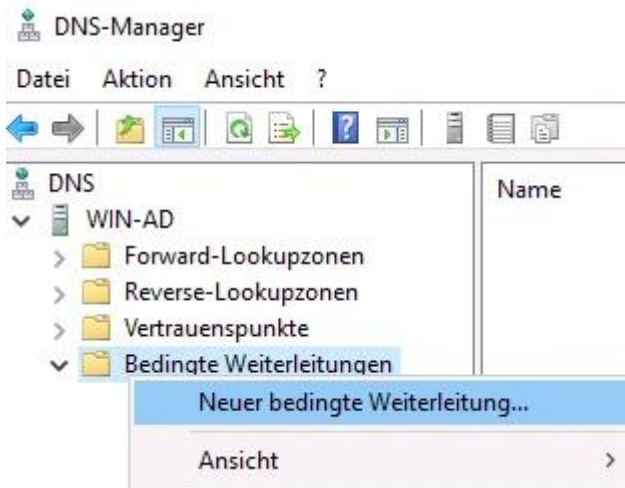 DNS-Manager
Datei Aktion Ansicht ?
DNS
Name
WIN-AD
Forward-Lookupzonen
Reverse-Lookupzonen
Vertrauenspunkte
Bedingte Weiterleitungen
Neuer bedingte Weiterleitung...
Ansicht